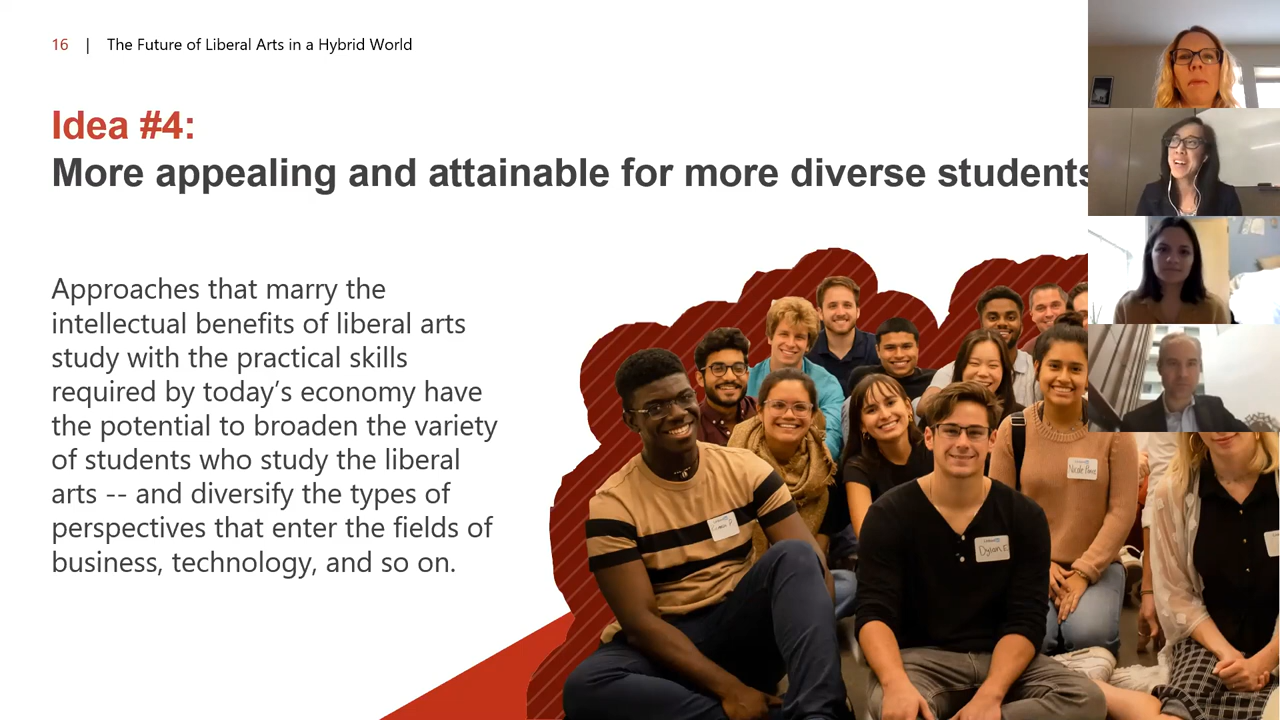 16 | The Future of Liberal Arts in a Hybrid World
Idea #4:
More appealing and attainable for more diverse students
Approaches that marry the
intellectual benefits of liberal arts
study with the practical skills
required by today’s economy have
the potential to broaden the variety
of students who study the liberal
arts -- and diversify the types of
perspectives that enter the fields of
business, technology, and so on.
Nicole
Dylan E